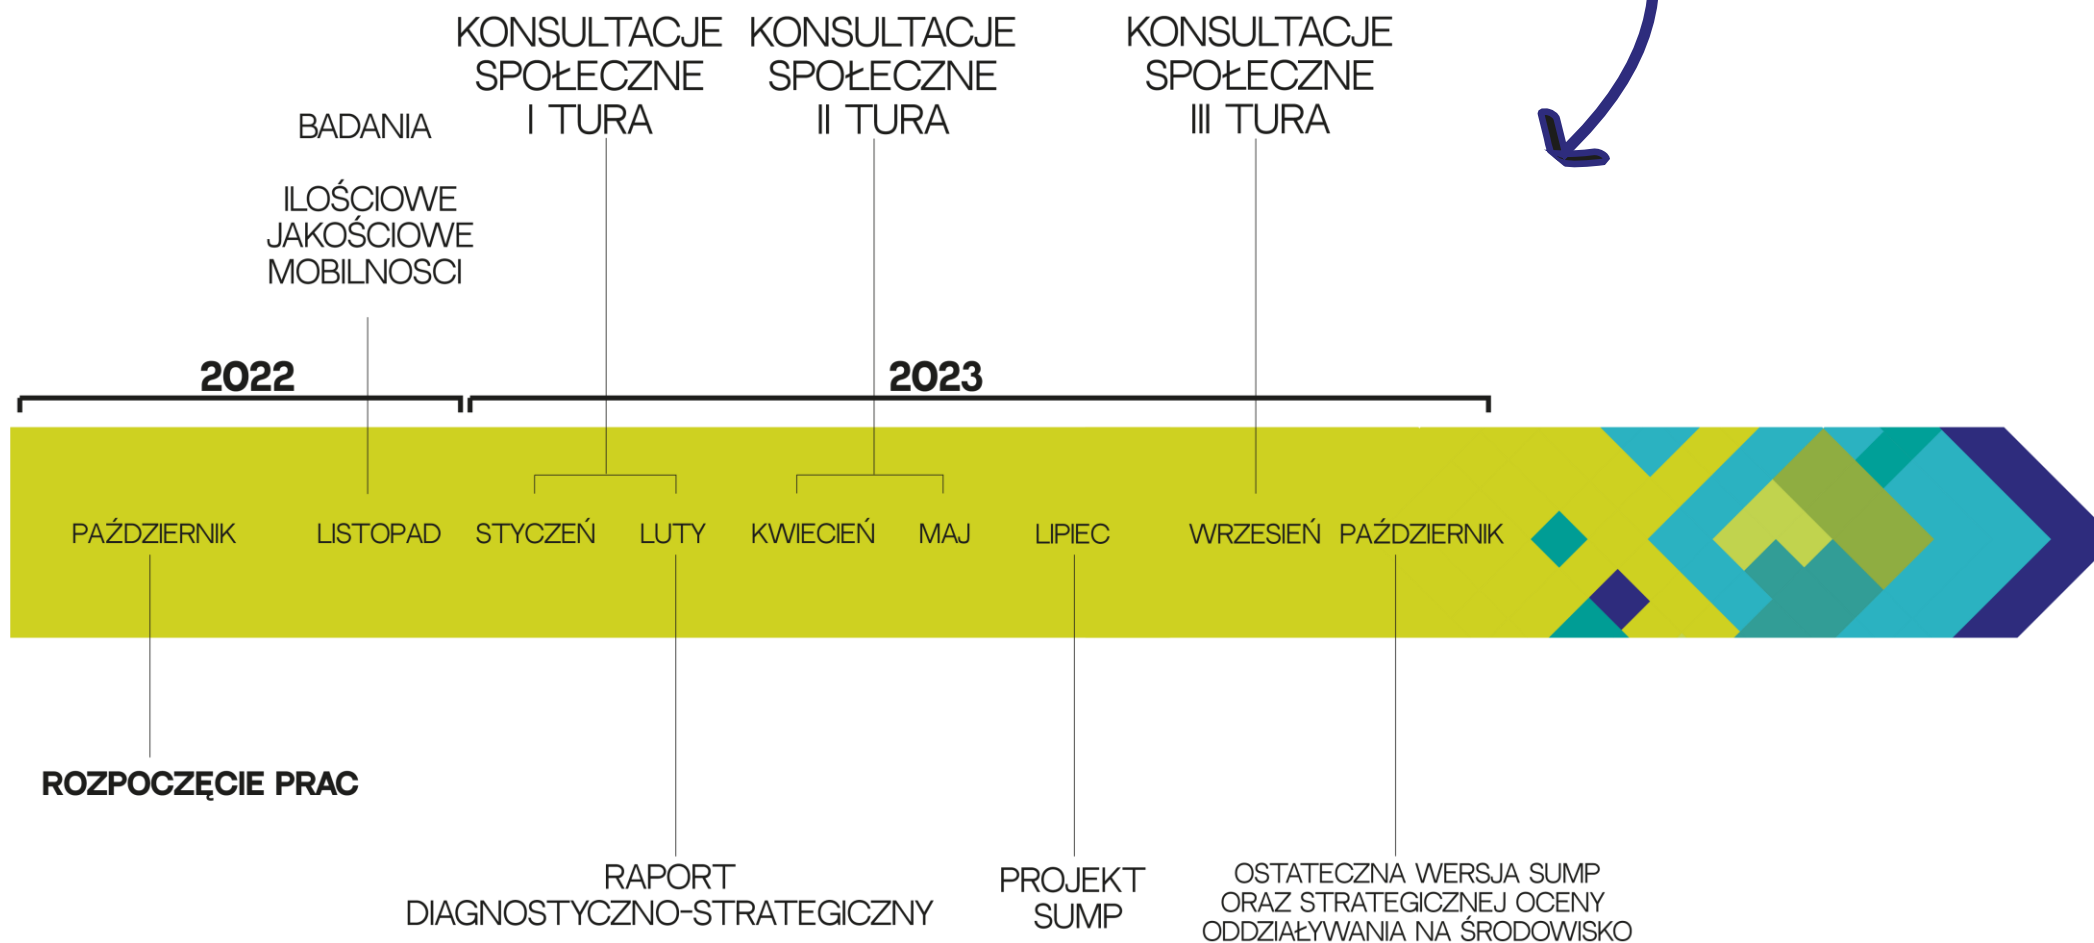 KONSULTACJE
SPOŁECZNE
I TURA
KONSULTACJE
SPOŁECZNE
II TURA
KONSULTACJE
SPOŁECZNE
III TURA
BADANIA
ILOŚCIOWE
JAKOŚCIOWE
MOBILNOSCI
2022
2023
PAŹDZIERNIK
LISTOPAD
STYCZEŃ
LUTY
KWIECIEŃ
MAJ
LIPIEC
WRZESIEŃ
PAŹDZIERNIK
ROZPOCZĘCIE PRAC
RAPORT
DIAGNOSTYCZNO-STRATEGICZNY
PROJEKT
SUMP
OSTATECZNA WERSJA SUMP
ORAZ STRATEGICZNEJ OCENY
ODDZIAŁYWANIA NA ŚRODOWISKO